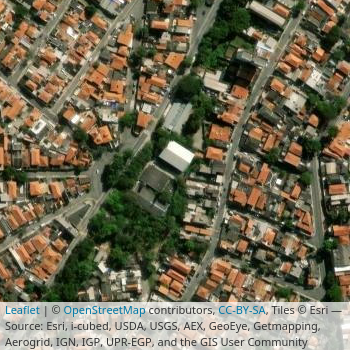 Leaflet | © OpenStreetMap contributors, CC-BY-SA, Tiles © Esri —
Source: Esri, i-cubed, USDA, USGS, AEX, GeoEye, Getmapping,
Aerogrid, IGN, IGP, UPR-EGP, and the GIS User Community